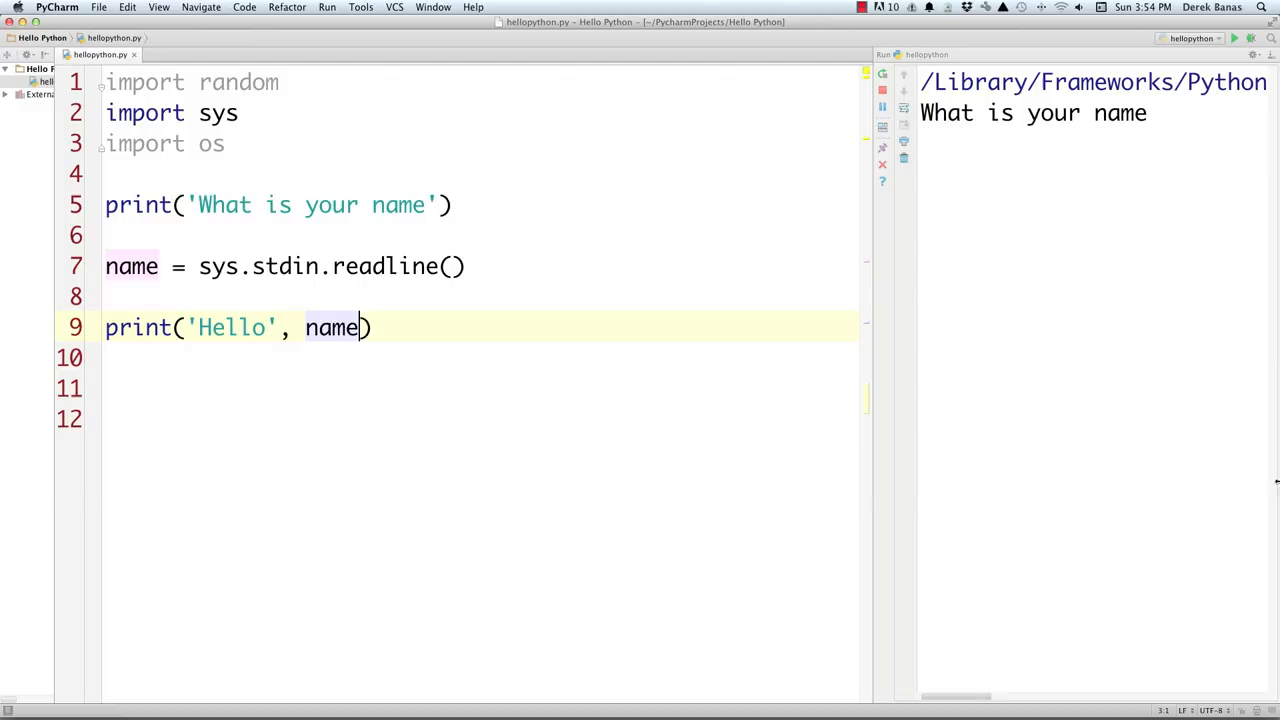 PyCharm File Edit View Navigate Code Refactor Run Tools VCS Window Help 10 Sun 3:54 PM Derek Banas
hellopython.py - Hello Python - [~/PycharmProjects/Hello Python]
Hello Python hellopython.py hellopython
hellopython.py Run hellopython
Hello P
hell
Externa
1 import random
2 import sys
3 import os
4
5 print('What is your name')
6
7 name = sys.stdin.readline()
8
9 print('Hello', name)
10
11
12
/Library/Frameworks/Python
What is your name
3:1 LF UTF-8